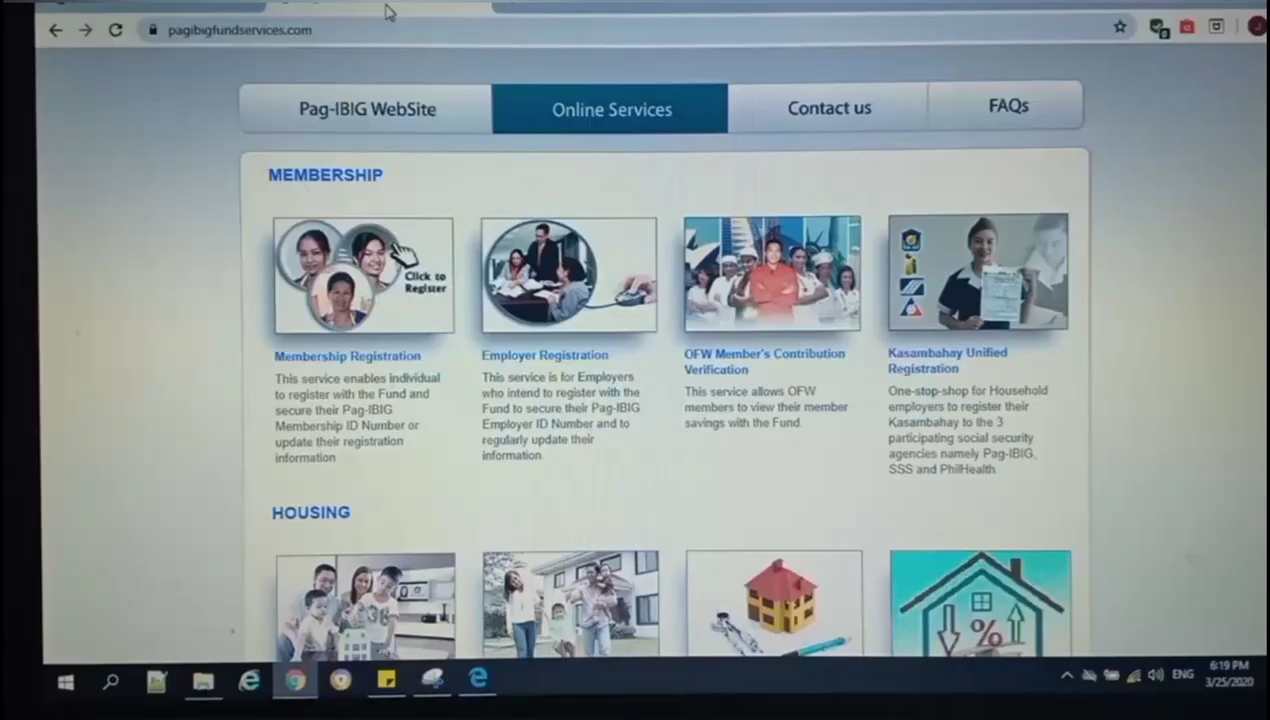 pagibigfundservices.com
Pag-IBIG WebSite
Online Services
Contact us
FAQs
MEMBERSHIP
Click to
Register
Membership Registration
This service enables individual
to register with the Fund and
secure their Pag-IBIG
Membership ID Number or
update their registration
information
Employer Registration
This service is for Employers
who intend to register with the
Fund to secure their Pag-IBIG
Employer ID Number and to
regularly update their
information
OFW Member's Contribution
Verification
This service allows OFW
members to view their member
savings with the Fund.
Kasambahay Unified
Registration
One-stop-shop for Household
employers to register their
Kasambahay to the 3
participating social security
agencies namely Pag-IBIG,
SSS and PhilHealth
HOUSING
%
ENG
6:19 PM
3/25/2020